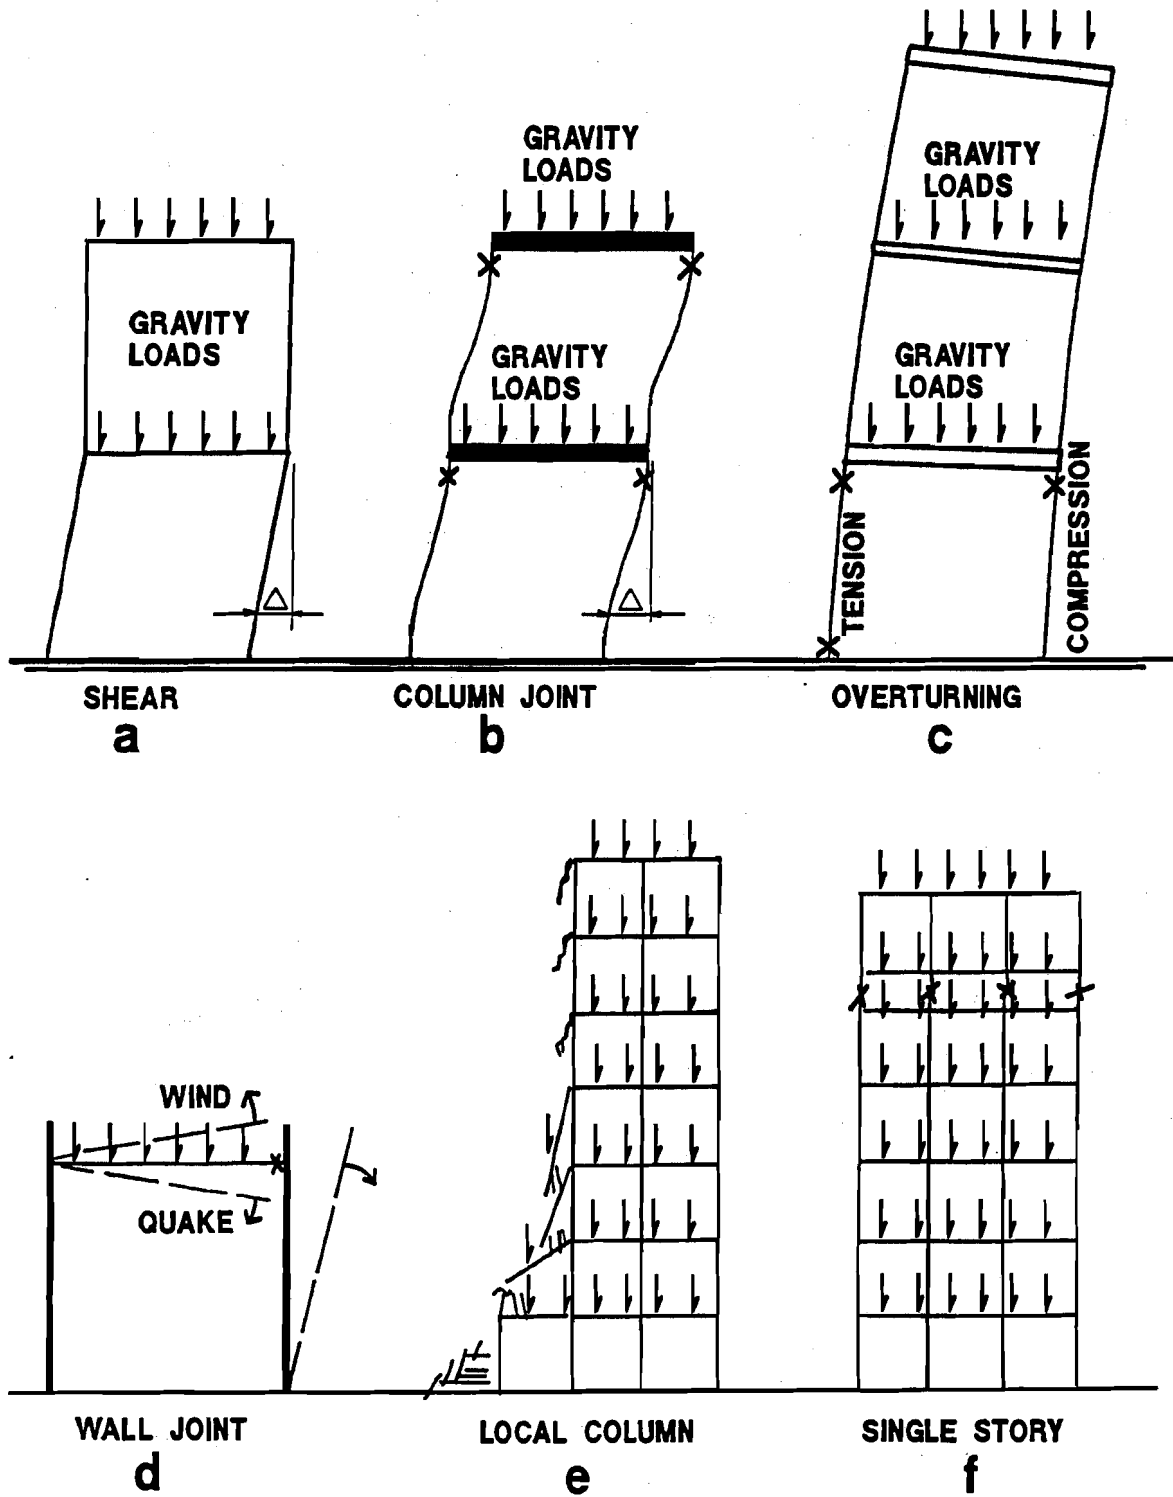 GRAVITY
LOADS
△
SHEAR
a
GRAVITY
LOADS
GRAVITY
LOADS
△
COLUMN JOINT
b
GRAVITY
LOADS
GRAVITY
LOADS
TENSION
COMPRESSION
OVERTURNING
c
WIND
QUAKE
WALL JOINT
d
LOCAL COLUMN
e
SINGLE STORY
f